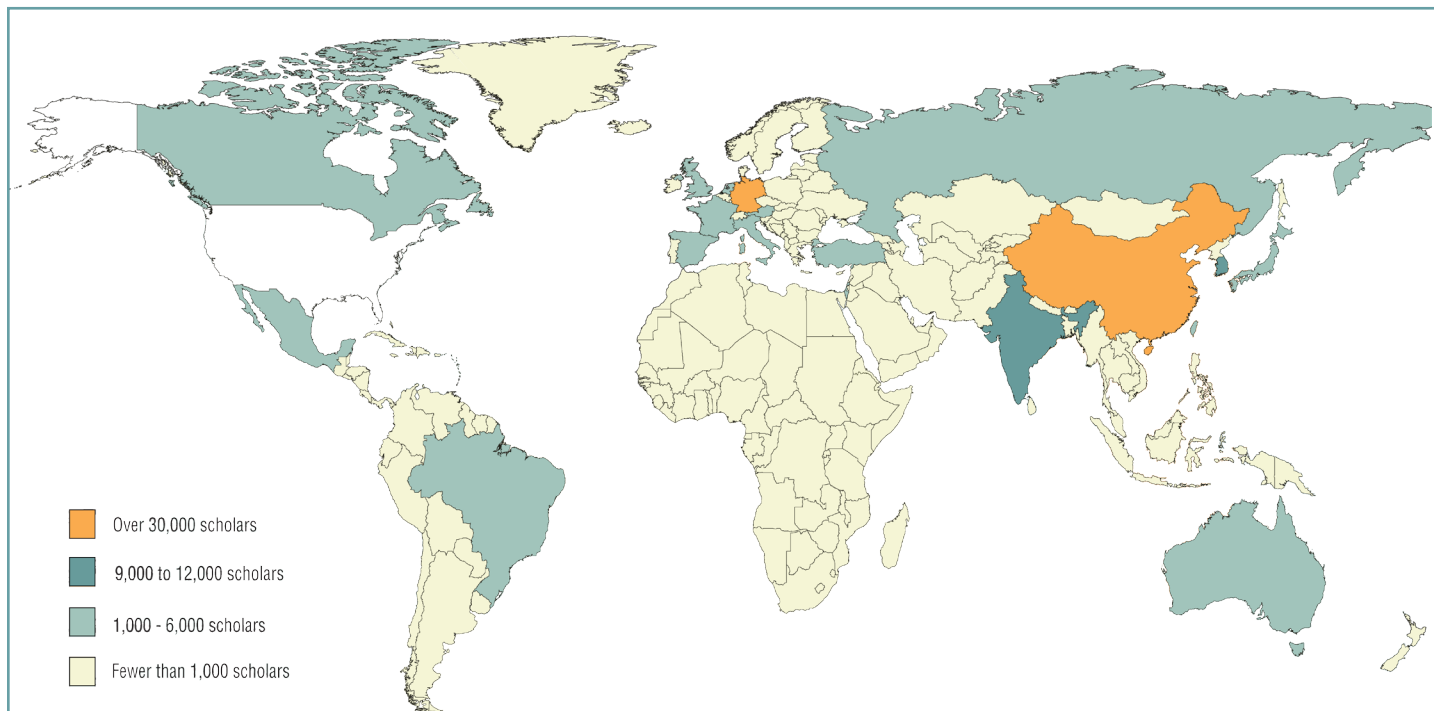 Over 30,000 scholars
9,000 to 12,000 scholars
1,000 - 6,000 scholars
Fewer than 1,000 scholars